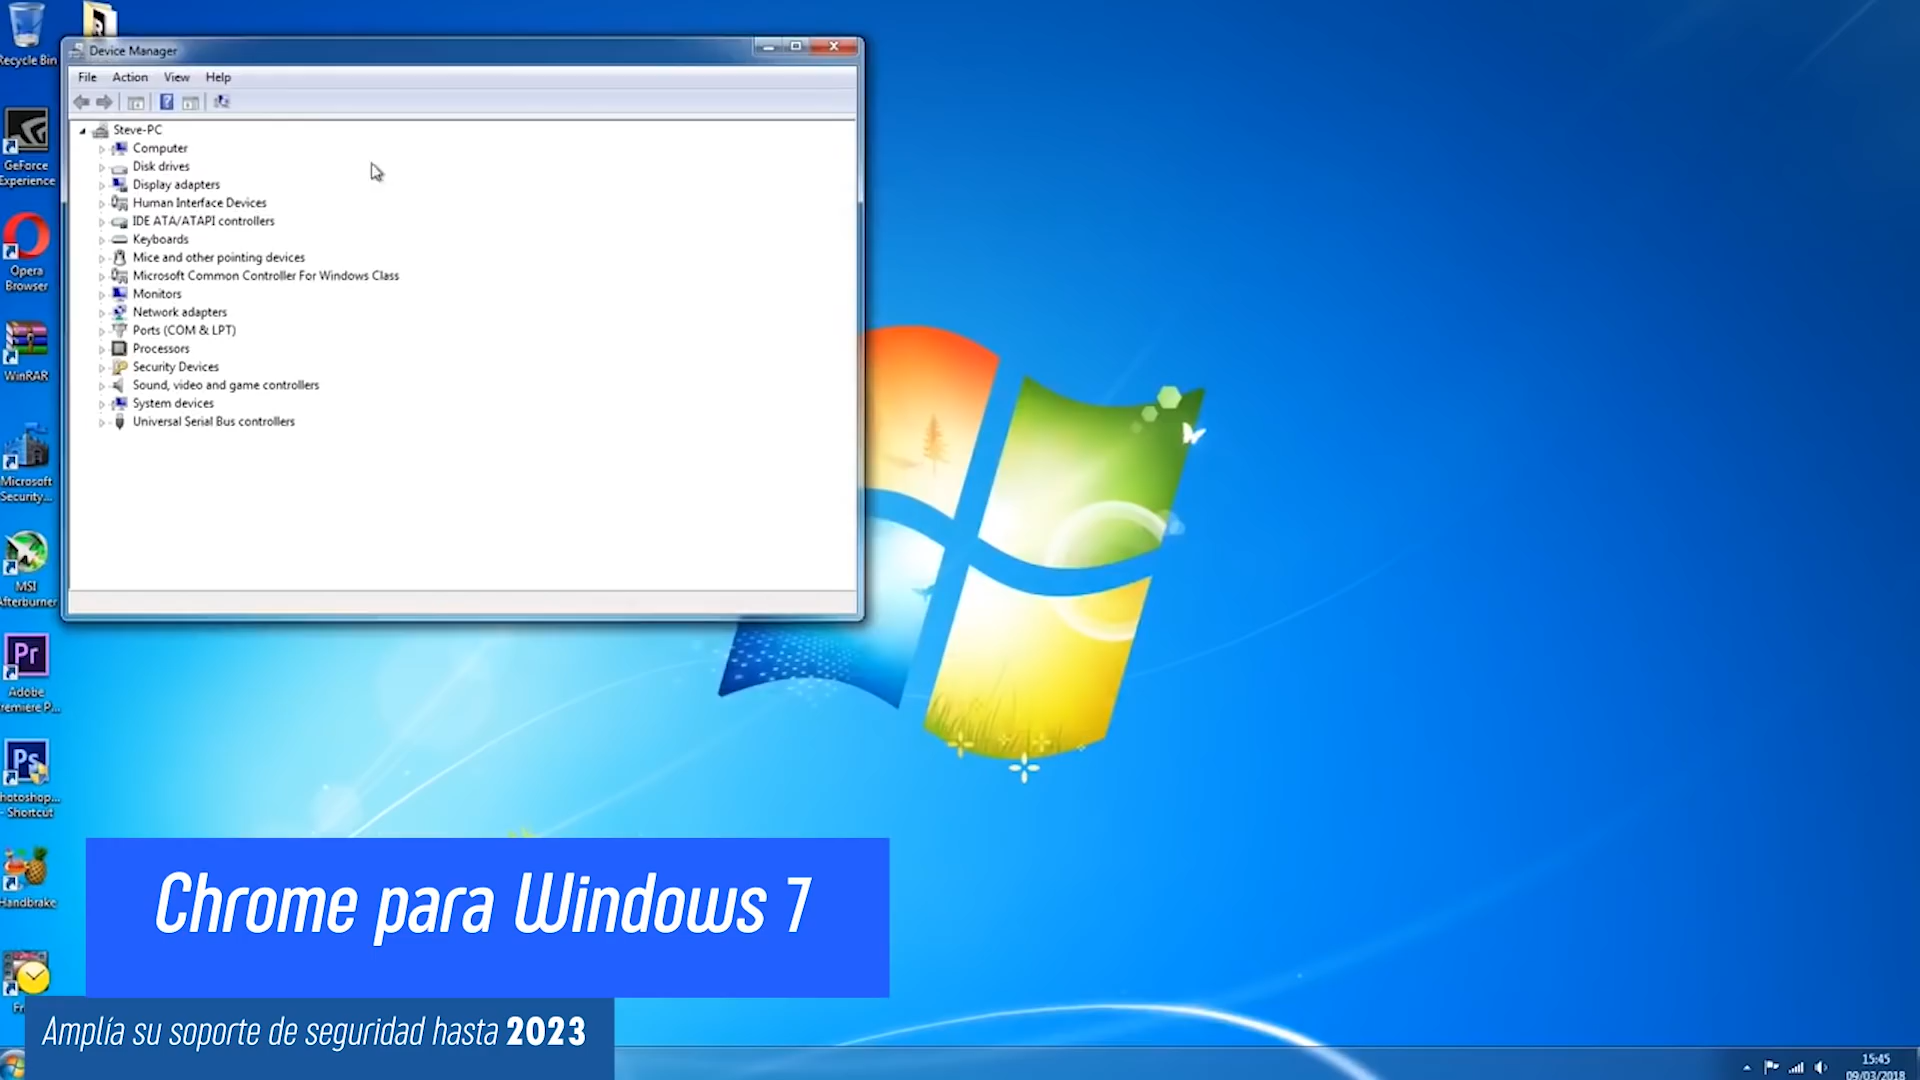 Recycle Bin
Device Manager
File Action View Help
Steve-PC
Computer
Disk drives
Display adapters
Human Interface Devices
IDE ATA/ATAPI controllers
Keyboards
Mice and other pointing devices
Microsoft Common Controller For Windows Class
Monitors
Network adapters
Ports (COM & LPT)
Processors
Security Devices
Sound, video and game controllers
System devices
Universal Serial Bus controllers
GeForce
Experience
Opera
Browser
WinRAR
Microsoft
Security...
MSI
Afterburner
Pr
Adobe
remiere P...
Ps
hotoshop...
- Shortcut
Handbrake
Chrome para Windows 7
Amplía su soporte de seguridad hasta 2023
15:45
09/03/2018